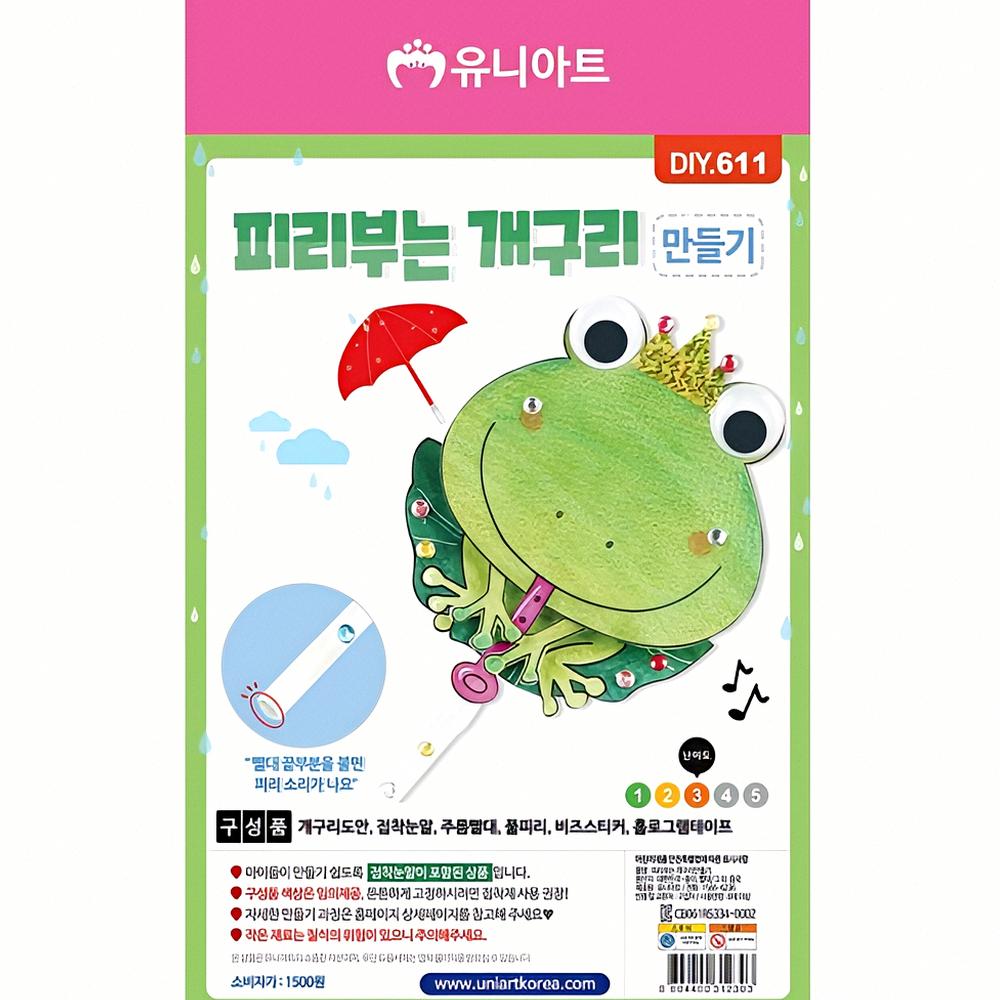 유니아트
DIY.611
피리부는 개구리 만들기
"빨대 끝부분을 불면
피리 소리가 나요"
난이도
1 2 3 4 5
구성품 개구리도안, 접착눈알, 주름빨대, 풀피리, 비즈스티커, 홀로그램테이프
아이들이 만들기 쉽도록 접착눈알이 포함된 상품입니다.
구성품 색상은 임의제공, 튼튼하게 고정하시려면 접착제 사용 권장!
자세한 만들기 과정은 홈페이지 상세페이지를 참고해 주세요♥
작은 재료는 질식의 위험이 있으니 주의해주세요.
CB061R5334-0002
소비자가 : 1500원
www.uniartkorea.com